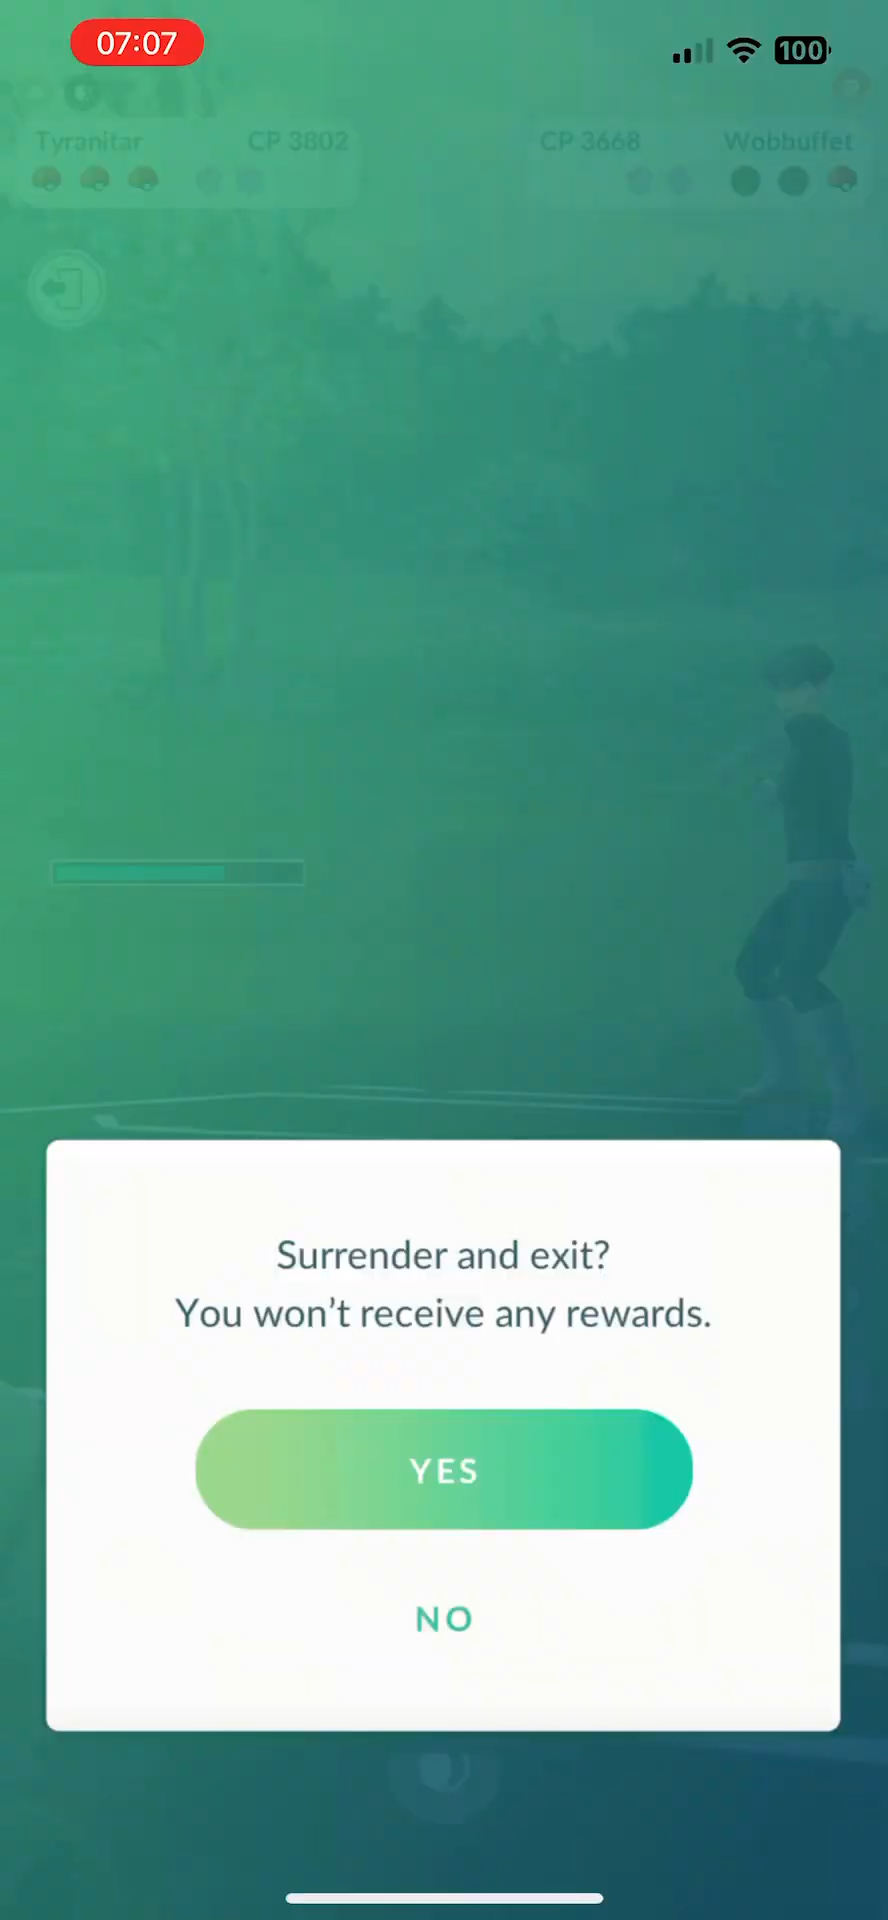 07:07
100
Tyranitar CP 3802
CP 3668 Wobbuffet
Surrender and exit?
You won’t receive any rewards.
YES
NO